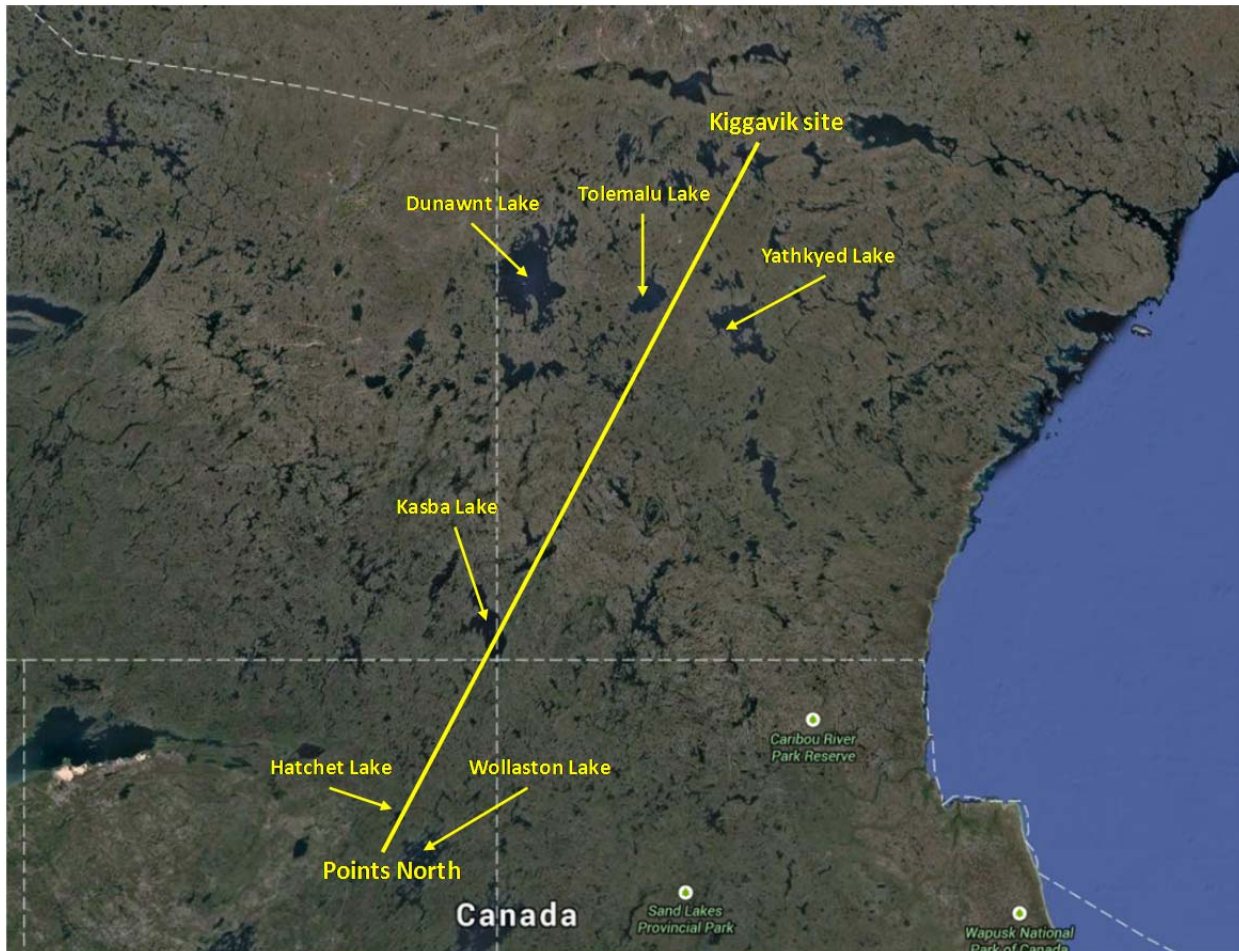 Kiggavik site
Dunawnt Lake
Tolemalu Lake
Yathkyed Lake
Kasba Lake
Caribou River
Park Reserve
Hatchet Lake
Wollaston Lake
Points North
Canada
Sand Lakes
Provincial Park
Wapusk National
Park of Canada